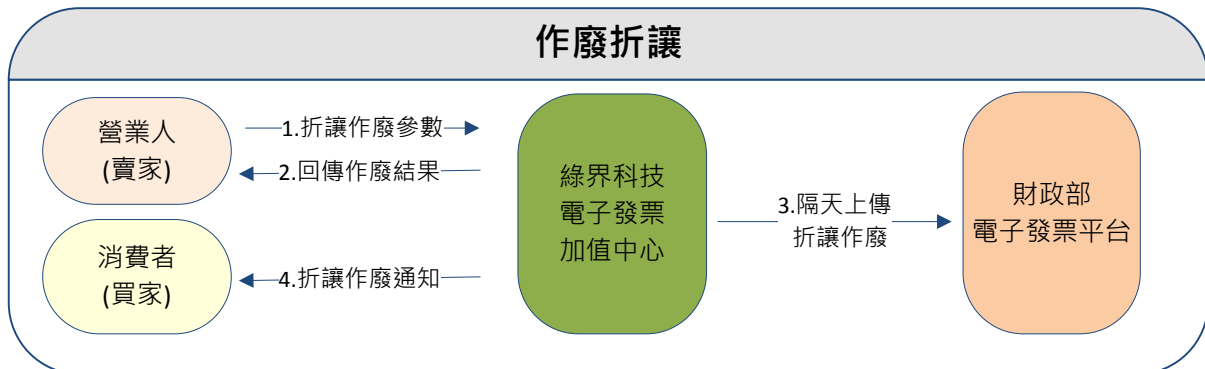 作廢折讓
營業人
(賣家)
1.折讓作廢參數
2.回傳作廢結果
消費者
(買家)
4.折讓作廢通知
綠界科技
電子發票
加值中心
3.隔天上傳
折讓作廢
財政部
電子發票平台